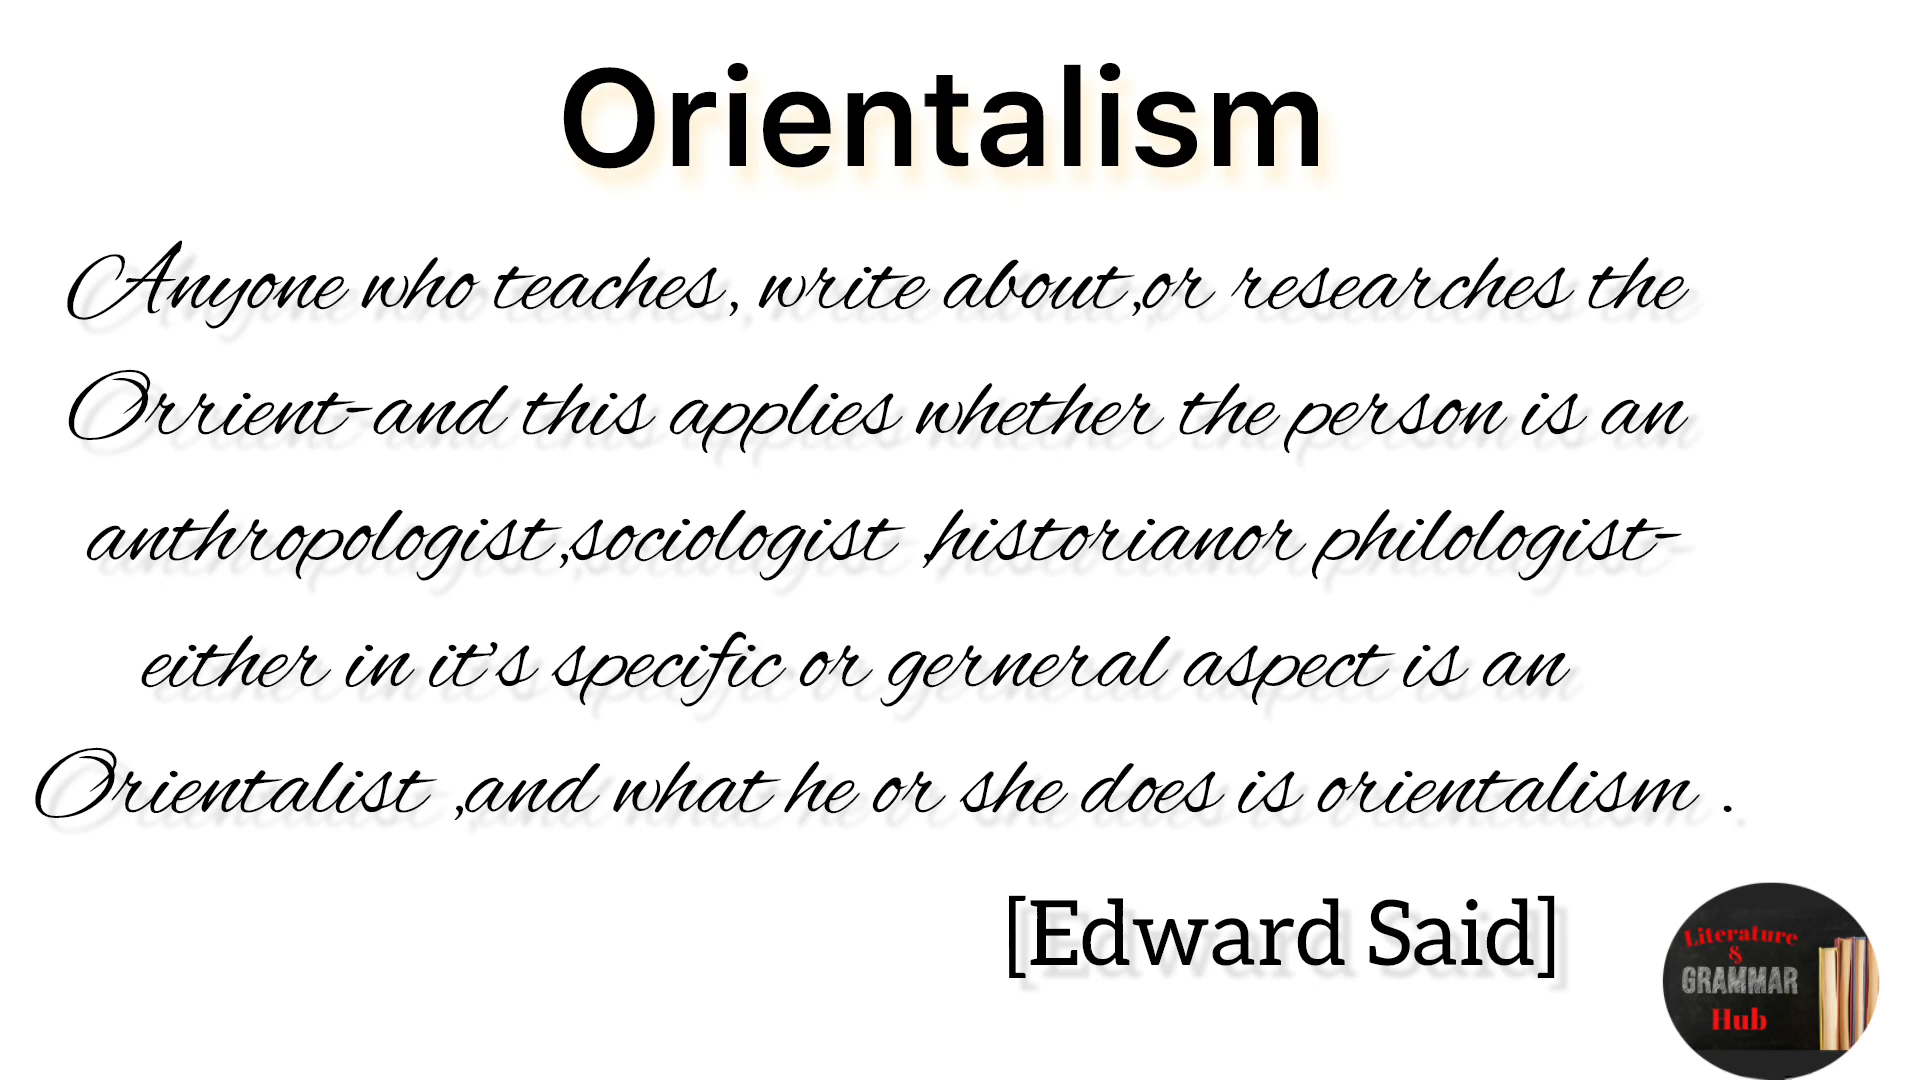 Orientalism
Anyone who teaches, write about,or researches the
Orrient-and this applies whether the person is an
anthropologist,sociologist ,historianor philologist-
either in it's specific or gerneral aspect is an
Orientalist ,and what he or she does is orientalism .
[Edward Said]
Literature
&
GRAMMAR
Hub